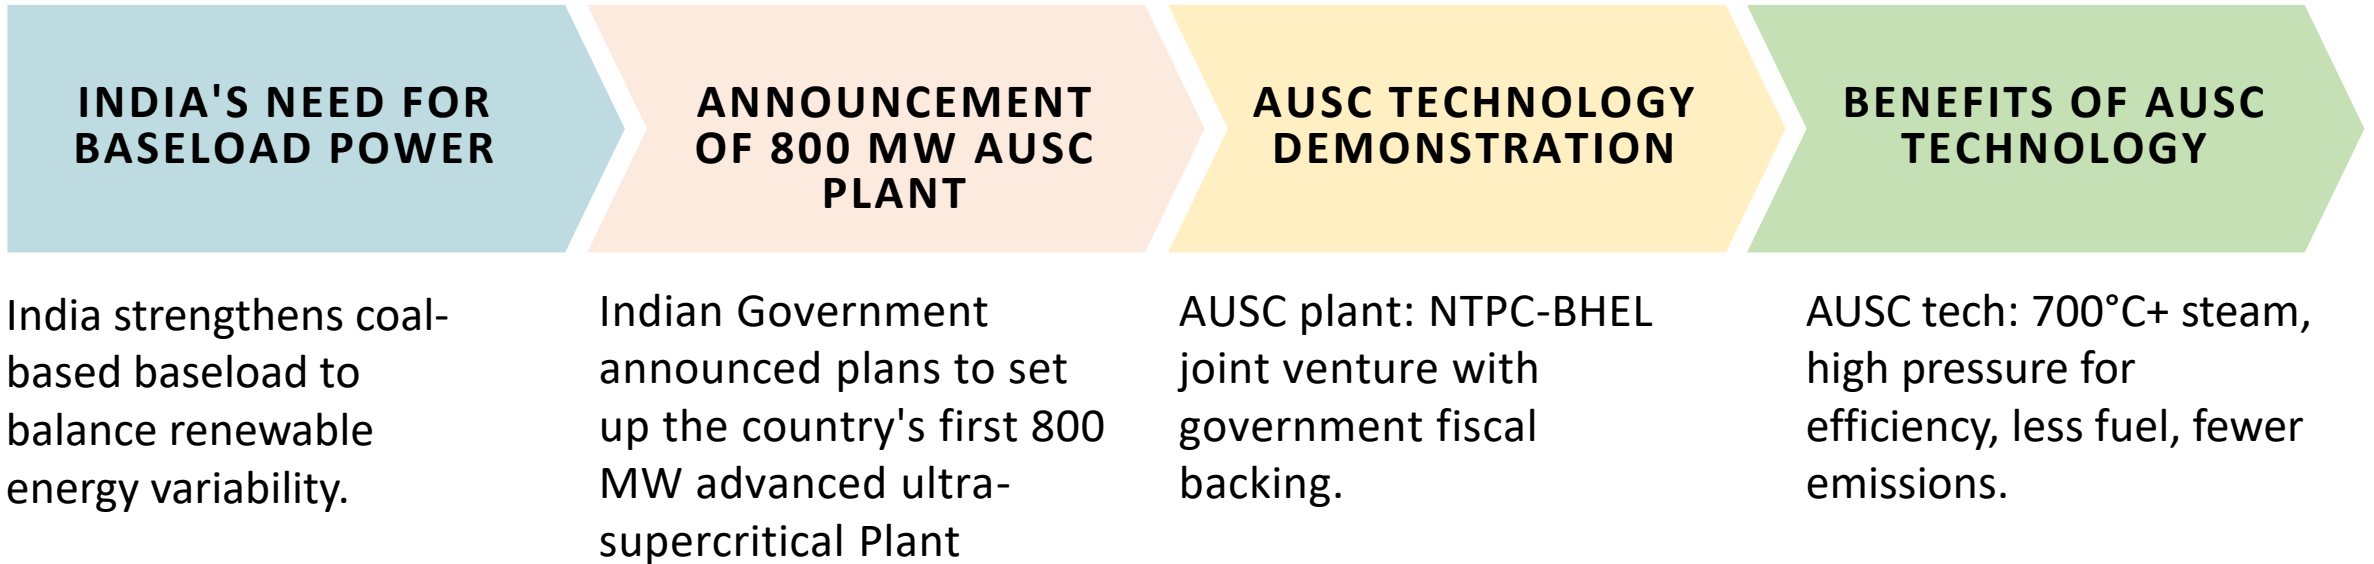 INDIA'S NEED FOR
BASELOAD POWER
India strengthens coal-
based baseload to
balance renewable
energy variability.
ANNOUNCEMENT
OF 800 MW AUSC
PLANT
Indian Government
announced plans to set
up the country's first 800
MW advanced ultra-
supercritical Plant
AUSC TECHNOLOGY
DEMONSTRATION
AUSC plant: NTPC-BHEL
joint venture with
government fiscal
backing.
BENEFITS OF AUSC
TECHNOLOGY
AUSC tech: 700°C+ steam,
high pressure for
efficiency, less fuel, fewer
emissions.